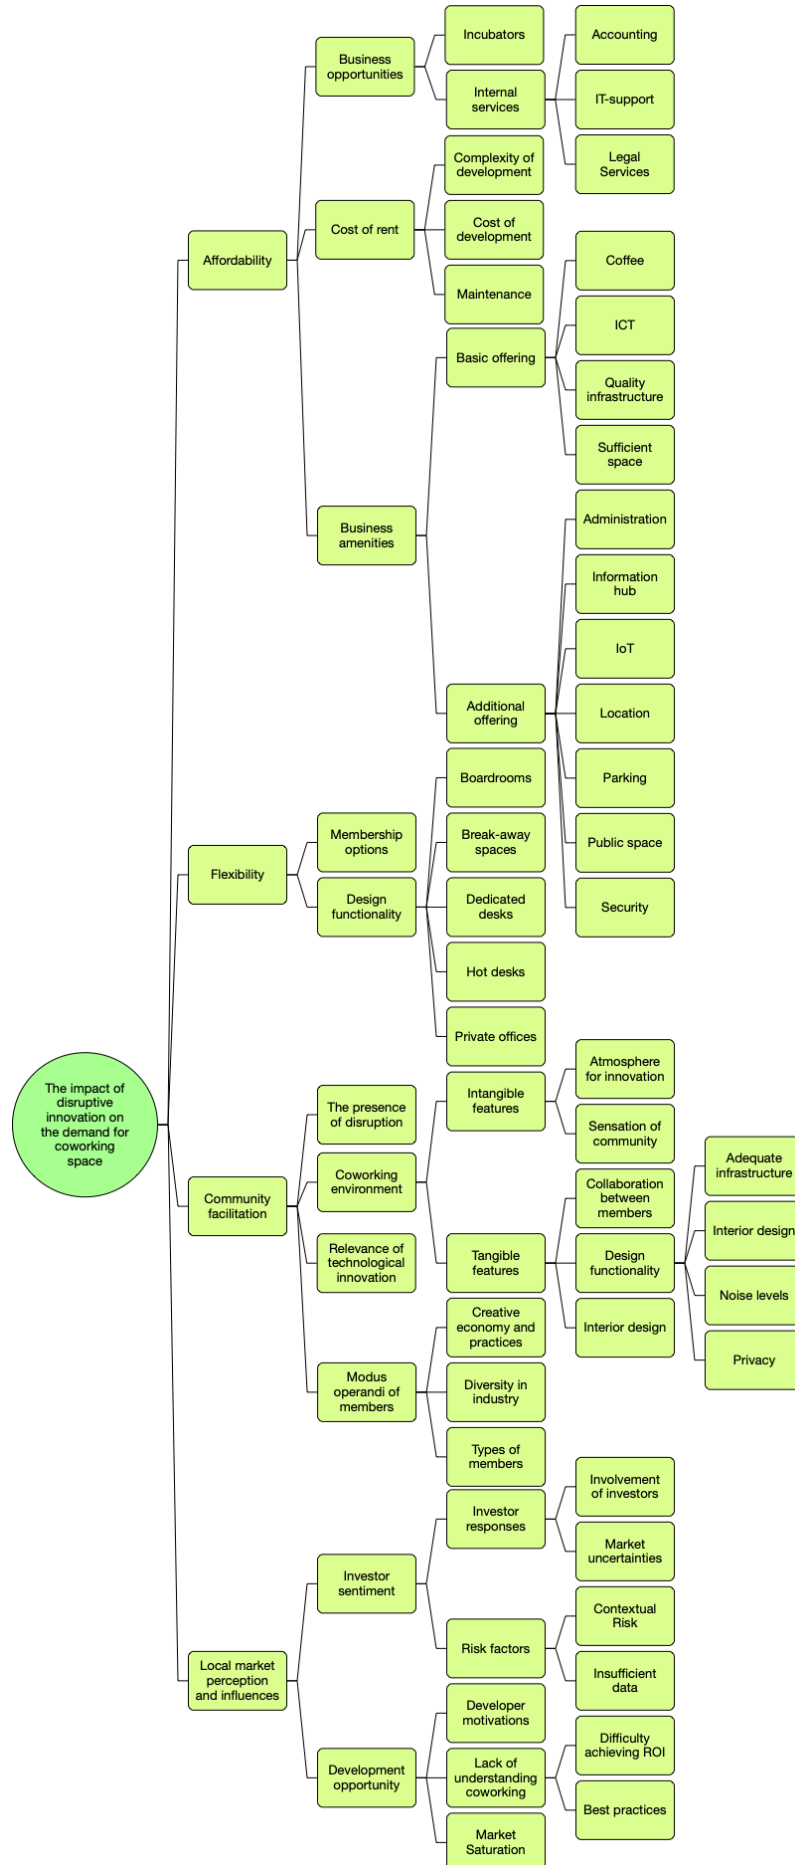 Incubators
Accounting
Business
opportunities
Internal
services
IT-support
Legal
Services
Complexity of
development
Cost of rent
Cost of
development
Maintenance
Affordability
Coffee
Basic offering
ICT
Quality
infrastructure
Sufficient
space
Business
amenities
Administration
Information
hub
IoT
Additional
offering
Location
Parking
Public space
Security
Boardrooms
Membership
options
Break-away
spaces
Flexibility
Design
functionality
Dedicated
desks
Hot desks
Private offices
The impact of
disruptive
innovation on
the demand for
coworking
space
Atmosphere
for innovation
Intangible
features
The presence
of disruption
Sensation of
community
Coworking
environment
Adequate
infrastructure
Community
facilitation
Collaboration
between
members
Interior design
Relevance of
technological
innovation
Tangible
features
Design
functionality
Noise levels
Interior design
Privacy
Creative
economy and
practices
Modus
operandi of
members
Diversity in
industry
Types of
members
Involvement
of investors
Investor
responses
Market
uncertainties
Investor
sentiment
Contextual
Risk
Risk factors
Insufficient
data
Local market
perception
and influences
Developer
motivations
Difficulty
achieving ROI
Development
opportunity
Lack of
understanding
coworking
Best practices
Market
Saturation